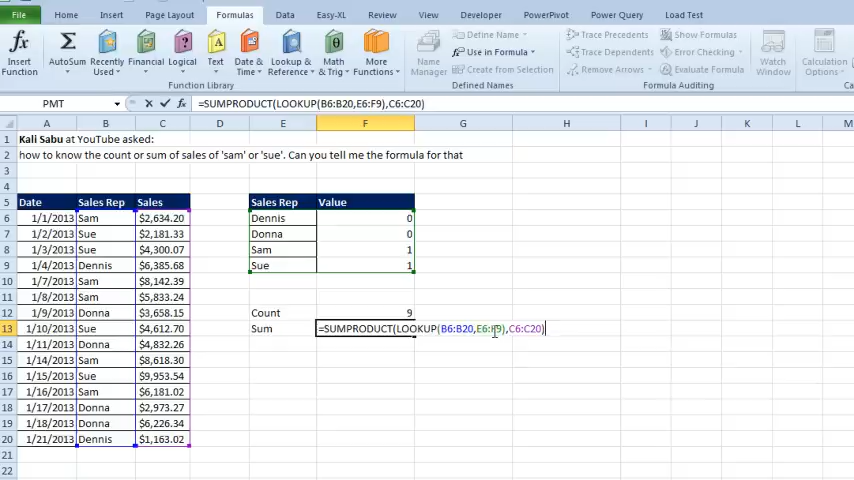 File Home Insert Page Layout Formulas Data Easy-XL Review View Developer PowerPivot Power Query Load Test
Insert Function AutoSum Recently Used Financial Logical Text Date & Time Lookup & Reference Math & Trig More Functions Name Manager Define Name Use in Formula Create from Selection Trace Precedents Trace Dependents Remove Arrows Show Formulas Error Checking Evaluate Formula Watch Window Calculation Options
Function Library Defined Names Formula Auditing
PMT fx =SUMPRODUCT(LOOKUP(B6:B20,E6:F9),C6:C20)
A B C D E F G H I J K L M
1 Kali Sabu at YouTube asked:
2 how to know the count or sum of sales of 'sam' or 'sue'. Can you tell me the formula for that
3
4
5 Date Sales Rep Sales Sales Rep Value
6 1/1/2013 Sam $2,634.20 Dennis 0
7 1/2/2013 Sue $2,181.33 Donna 0
8 1/3/2013 Sue $4,300.07 Sam 1
9 1/4/2013 Dennis $6,385.68 Sue 1
10 1/7/2013 Sam $8,142.39
11 1/8/2013 Sam $5,833.24
12 1/9/2013 Donna $3,658.15 Count 9
13 1/10/2013 Sue $4,612.70 Sum =SUMPRODUCT(LOOKUP(B6:B20,E6:F9),C6:C20)
14 1/11/2013 Donna $4,832.26
15 1/14/2013 Sam $8,618.30
16 1/15/2013 Sue $9,953.54
17 1/16/2013 Sam $6,181.02
18 1/17/2013 Donna $2,973.27
19 1/18/2013 Donna $6,226.34
20 1/21/2013 Dennis $1,163.02
21
22